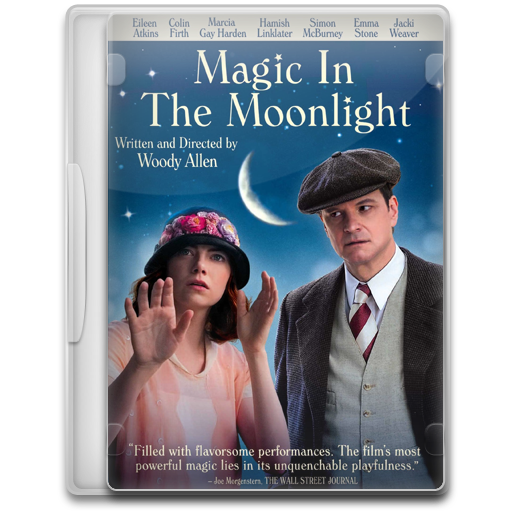 Eileen Atkins Colin Firth Marcia Gay Harden Hamish Linklater Simon McBurney Emma Stone Jacki Weaver
Magic In
The Moonlight
Written and Directed by
Woody Allen
"Filled with flavorsome performances. The film's most
powerful magic lies in its unquenchable playfulness."
– Joe Morgenstern, THE WALL STREET JOURNAL